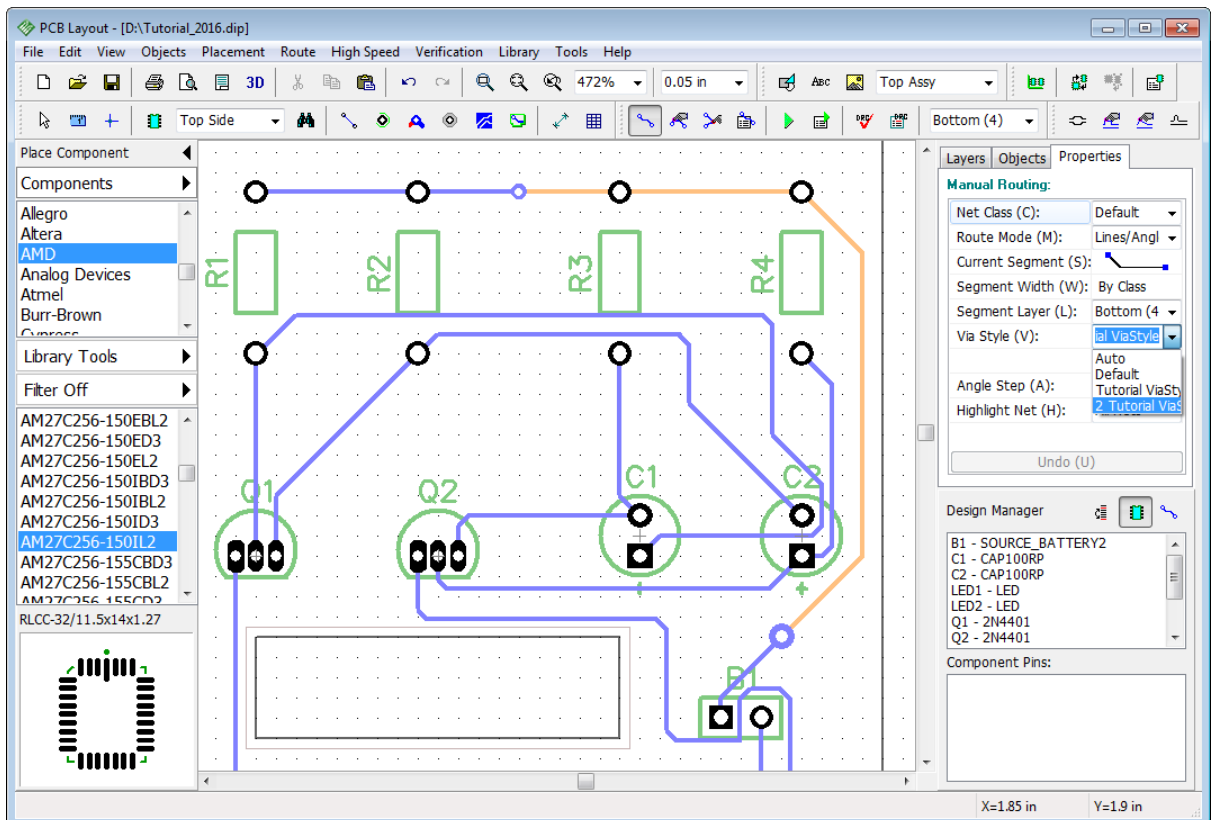 PCB Layout - [D:\Tutorial_2016.dip]
File Edit View Objects Placement Route High Speed Verification Library Tools Help
3D 472% 0.05 in ABC Top Assy
Top Side DRC DRC Bottom (4)
Place Component
Components
Allegro
Altera
AMD
Analog Devices
Atmel
Burr-Brown
Cypress
Library Tools
Filter Off
AM27C256-150EBL2
AM27C256-150ED3
AM27C256-150EL2
AM27C256-150IBD3
AM27C256-150IBL2
AM27C256-150ID3
AM27C256-150IL2
AM27C256-155CBD3
AM27C256-155CBL2
AM27C256-155CD3
RLCC-32/11.5x14x1.27
R1
R2
R3
R4
Q1
Q2
C1
C2
+
+
B1
Layers Objects Properties
Manual Routing:
Net Class (C): Default
Route Mode (M): Lines/Angl
Current Segment (S):
Segment Width (W): By Class
Segment Layer (L): Bottom (4
Via Style (V): ial ViaStyle
Auto
Default
Tutorial ViaSty
2_Tutorial ViaS
Angle Step (A):
Highlight Net (H):
Undo (U)
Design Manager
B1 - SOURCE_BATTERY2
C1 - CAP100RP
C2 - CAP100RP
LED1 - LED
LED2 - LED
Q1 - 2N4401
Q2 - 2N4401
Component Pins:
X=1.85 in Y=1.9 in